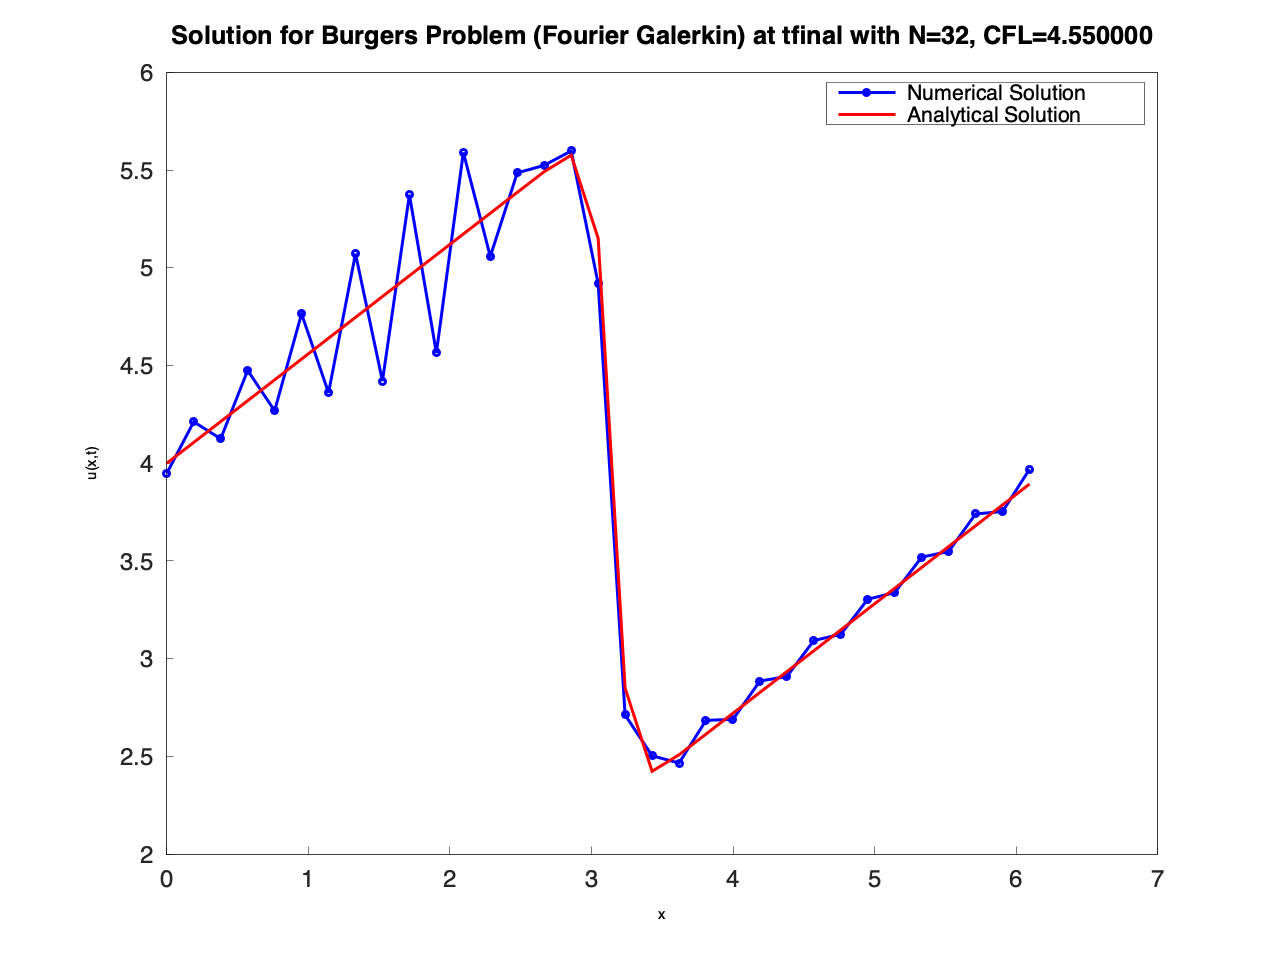 Solution for Burgers Problem (Fourier Galerkin) at tfinal with N=32, CFL=4.550000
Numerical Solution
Analytical Solution
6
5.5
5
4.5
4
3.5
3
2.5
2
u(x,t)
0 1 2 3 4 5 6 7
x